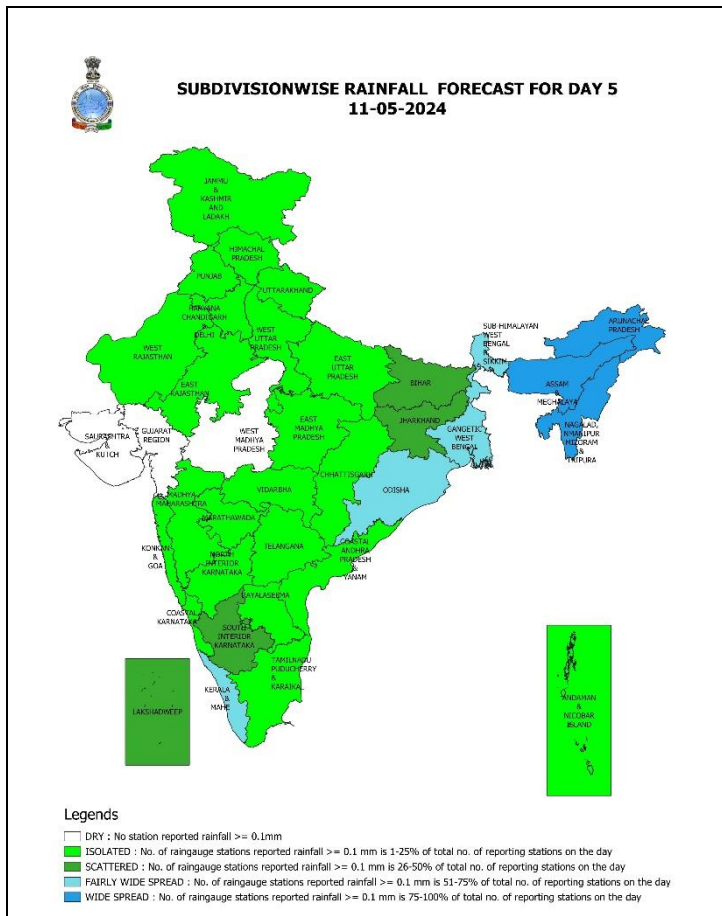 SUBDIVISIONWISE RAINFALL FORECAST FOR DAY 5
11-05-2024
JAMMU
&
KASHMIR
AND
LADAKH
HIMACHAL
PRADESH
PUNJAB
UTTARAKHAND
HARYANA
CHANDIGARH
&
DELHI
WEST
UTTAR
PRADESH
WEST
RAJASTHAN
EAST
RAJASTHAN
EAST
UTTAR
PRADESH
SUB HIMALAYAN
WEST
BENGAL
&
SIKKIM
ARUNACHAL
PRADESH
BIHAR
ASSAM
&
MEGHALAYA
NAGALAD,
NMANIPUR
MIZORAM
&
TRIPURA
JHARKHAND
GANGETIC
WEST
BENGAL
SAURASHTRA
&
KUTCH
GUJARAT
REGION
WEST
MADHYA
PRADESH
EAST
MADHYA
PRADESH
CHHATTISGARH
ODISHA
VIDARBHA
MADHYA
MAHARASHTRA
MARATHAWADA
KONKAN
&
GOA
TELANGANA
NORTH
INTERIOR
KARNATAKA
COASTAL
ANDHRA
PRADESH
&
YANAM
RAYALASEEMA
COASTAL
KARNATAKA
SOUTH
INTERIOR
KARNATAKA
TAMILNADU
PUDUCHERRY
&
KARAIKAL
KERALA
&
MAHE
LAKSHADWEEP
ANDAMAN
&
NICOBAR
ISLAND
Legends
DRY : No station reported rainfall >= 0.1mm
ISOLATED : No. of raingauge stations reported rainfall >= 0.1 mm is 1-25% of total no. of reporting stations on the day
SCATTERED : No. of raingauge stations reported rainfall >= 0.1 mm is 26-50% of total no. of reporting stations on the day
FAIRLY WIDE SPREAD : No. of raingauge stations reported rainfall >= 0.1 mm is 51-75% of total no. of reporting stations on the day
WIDE SPREAD : No. of raingauge stations reported rainfall >= 0.1 mm is 75-100% of total no. of reporting stations on the day